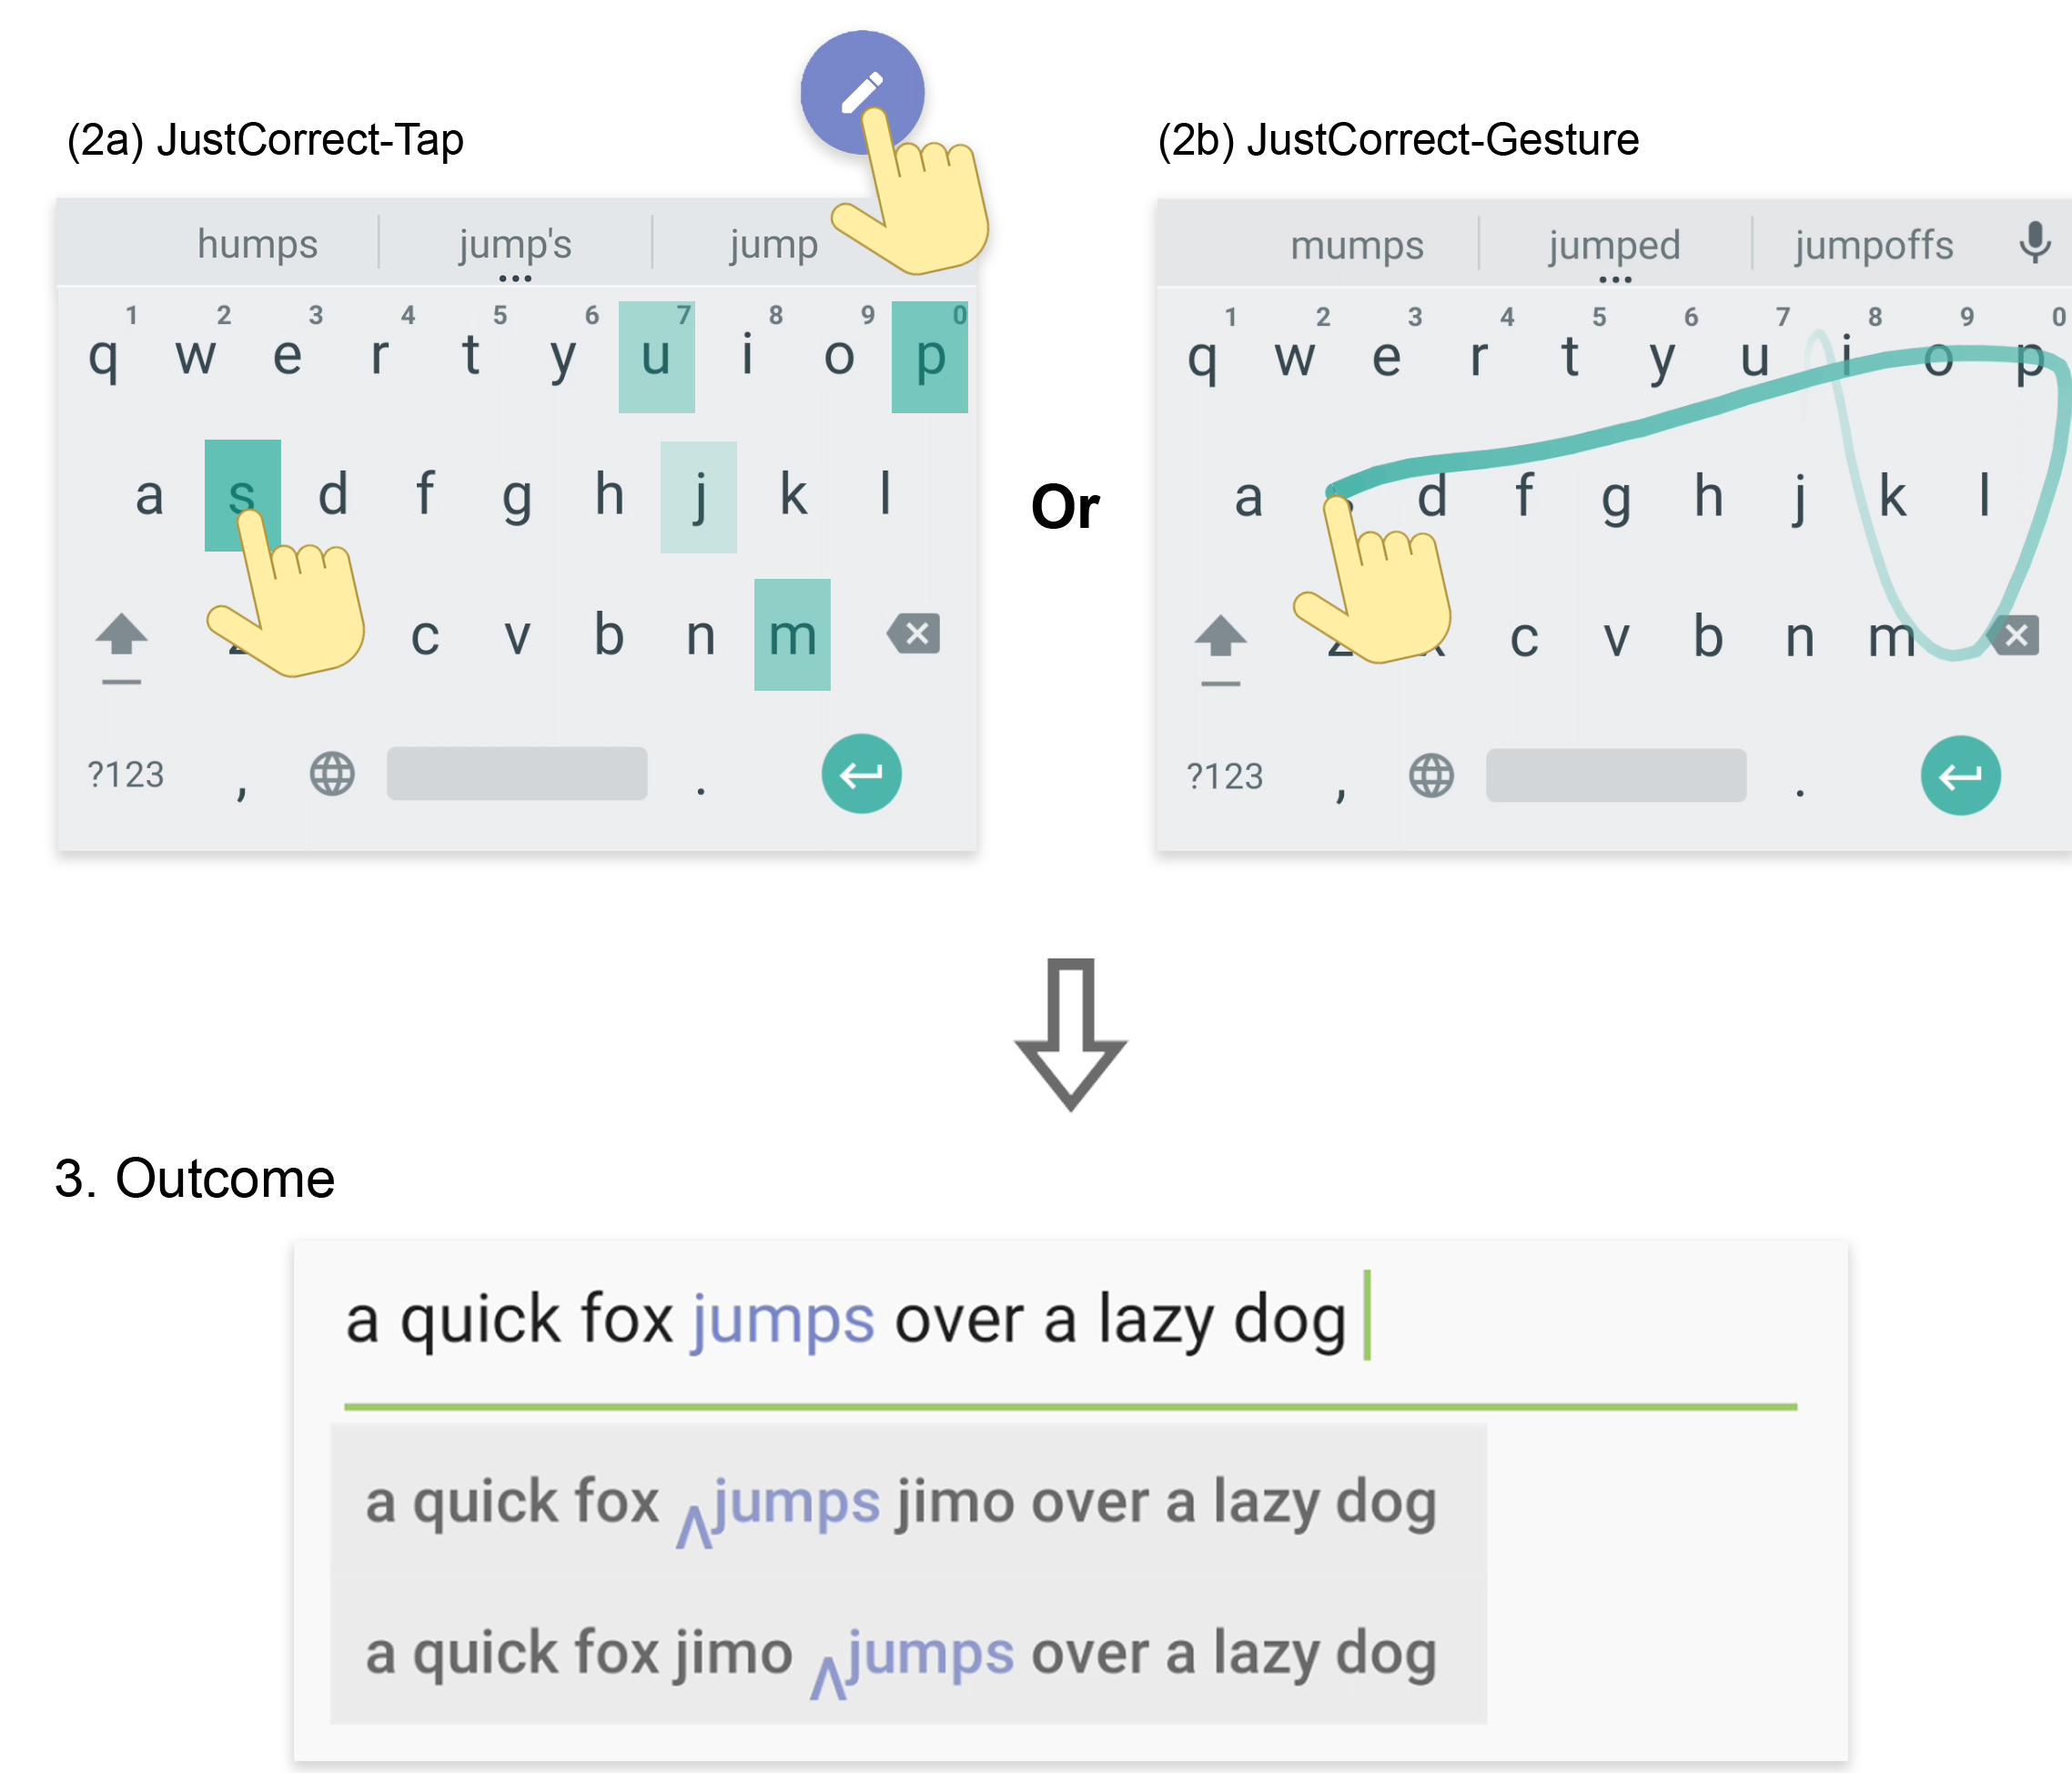 (2a) JustCorrect-Tap
humps jump's jump
1 2 3 4 5 6 7 8 9 0
q w e r t y u i o p
a s d f g h j k l
z c v b n m
?123 , .
Or
(2b) JustCorrect-Gesture
mumps jumped jumpoffs
1 2 3 4 5 6 7 8 9 0
q w e r t y u i o p
a d f g h j k l
z x c v b n m
?123 , .
3. Outcome
a quick fox jumps over a lazy dog
a quick fox ⋀jumps jimo over a lazy dog
a quick fox jimo ⋀jumps over a lazy dog